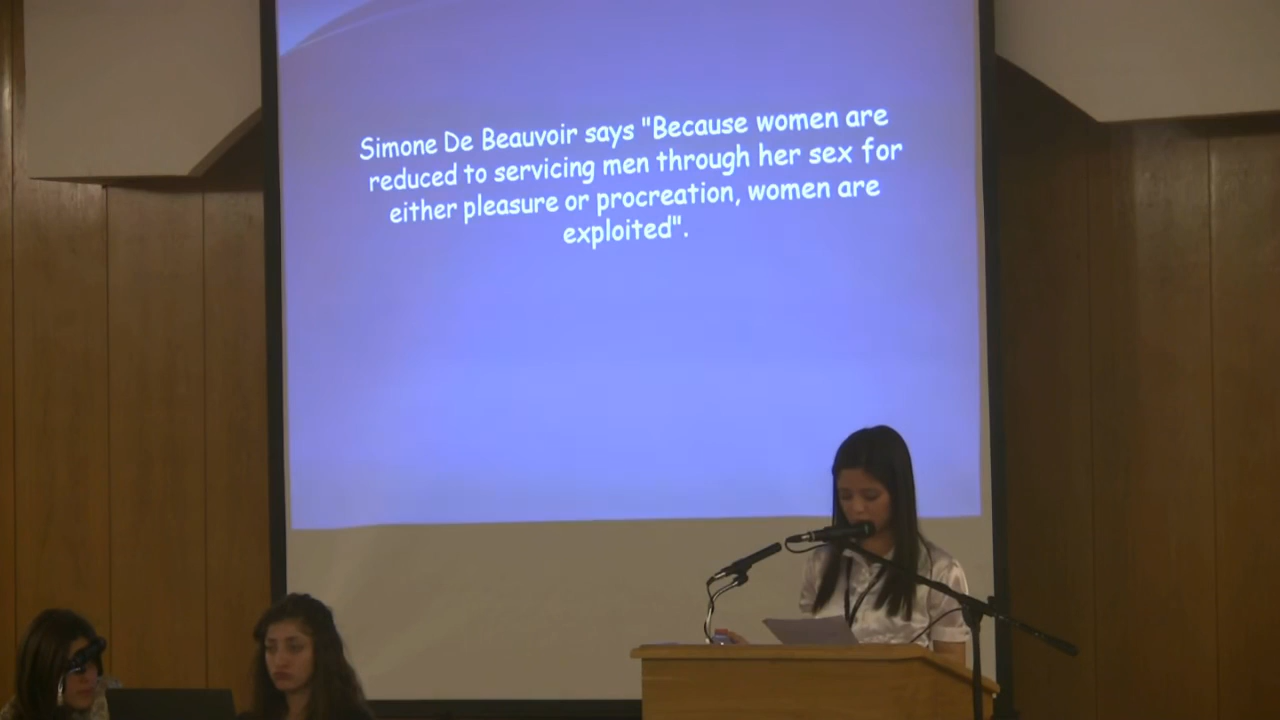 Simone De Beauvoir says "Because women are
reduced to servicing men through her sex for
either pleasure or procreation, women are
exploited".